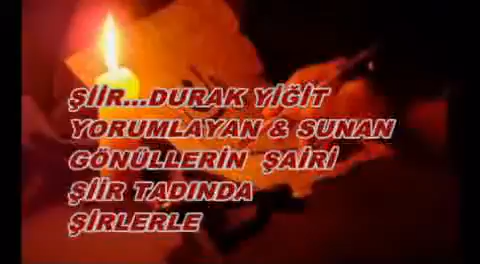 ŞİİR...DURAK YİĞİT
YORUMLAYAN & SUNAN
GÖNÜLLERİN ŞAİRİ
ŞİİR TADINDA
ŞİRLERLE